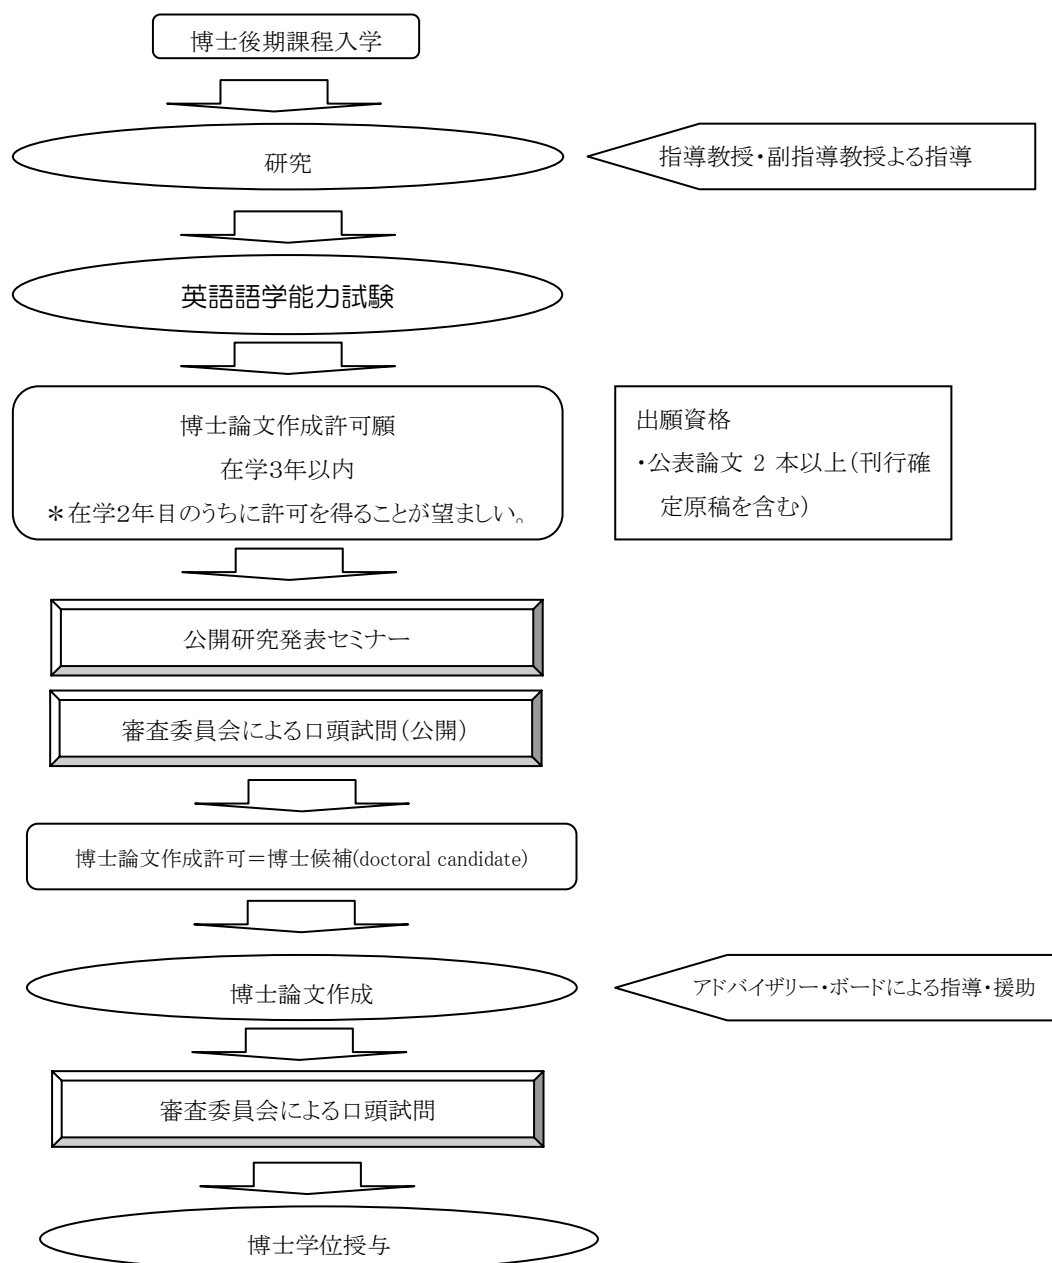 博士後期課程入学
研究
指導教授・副指導教授よる指導
英語語学能力試験
博士論文作成許可願
在学3年以内
＊在学2年目のうちに許可を得ることが望ましい。
出願資格
・公表論文 2 本以上（刊行確
定原稿を含む）
公開研究発表セミナー
審査委員会による口頭試問（公開）
博士論文作成許可＝博士候補(doctoral candidate)
博士論文作成
アドバイザリー・ボードによる指導・援助
審査委員会による口頭試問
博士学位授与